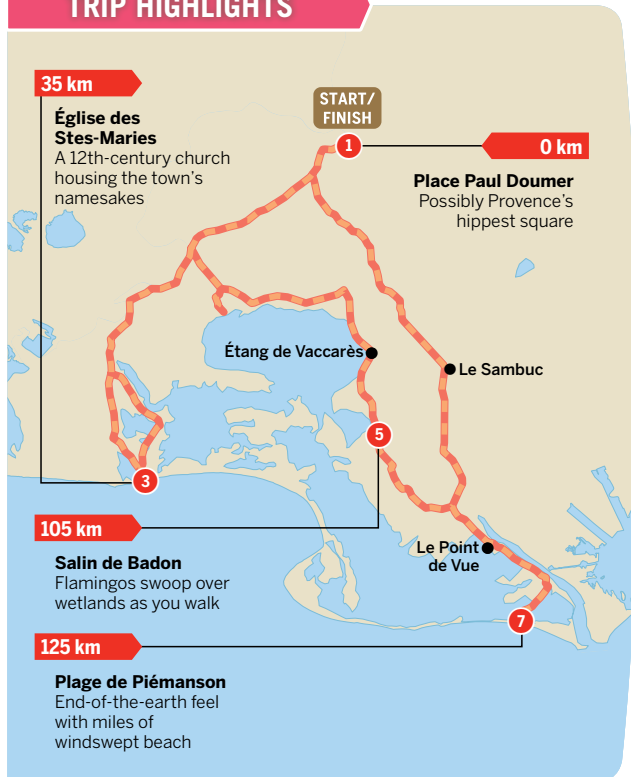 TRIP HIGHLIGHTS
35 km
Église des
Stes-Maries
A 12th-century church
housing the town's
namesakes
START/
FINISH
1
0 km
Place Paul Doumer
Possibly Provence's
hippest square
Étang de Vaccarès
Le Sambuc
5
3
105 km
Salin de Badon
Flamingos swoop over
wetlands as you walk
Le Point
de Vue
7
125 km
Plage de Piémanson
End-of-the-earth feel
with miles of
windswept beach